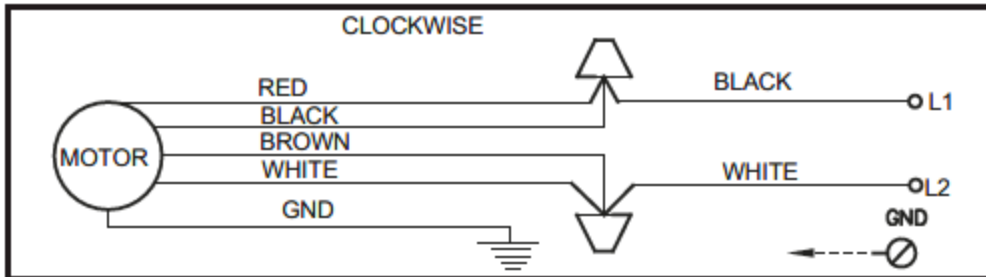 CLOCKWISE
RED
BLACK
BLACK
L1
BROWN
MOTOR
WHITE
WHITE
L2
GND
GND